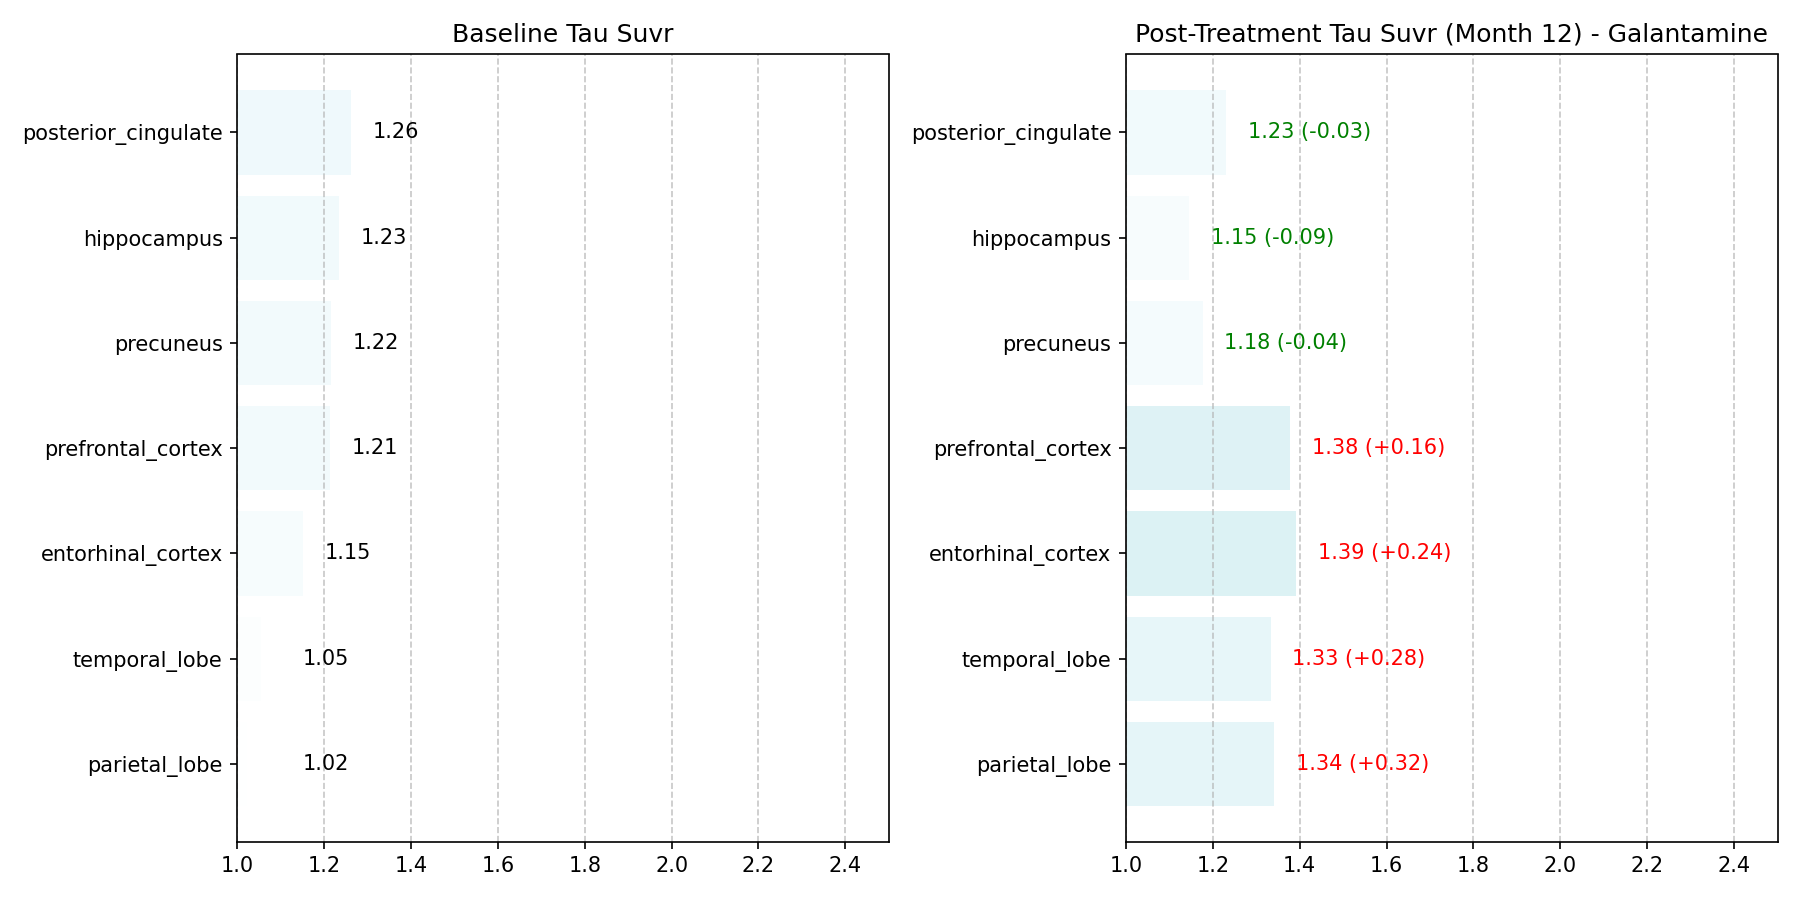 Baseline Tau Suvr
posterior_cingulate 1.26
hippocampus 1.23
precuneus 1.22
prefrontal_cortex 1.21
entorhinal_cortex 1.15
temporal_lobe 1.05
parietal_lobe 1.02
1.0 1.2 1.4 1.6 1.8 2.0 2.2 2.4
Post-Treatment Tau Suvr (Month 12) - Galantamine
posterior_cingulate 1.23 (-0.03)
hippocampus 1.15 (-0.09)
precuneus 1.18 (-0.04)
prefrontal_cortex 1.38 (+0.16)
entorhinal_cortex 1.39 (+0.24)
temporal_lobe 1.33 (+0.28)
parietal_lobe 1.34 (+0.32)
1.0 1.2 1.4 1.6 1.8 2.0 2.2 2.4